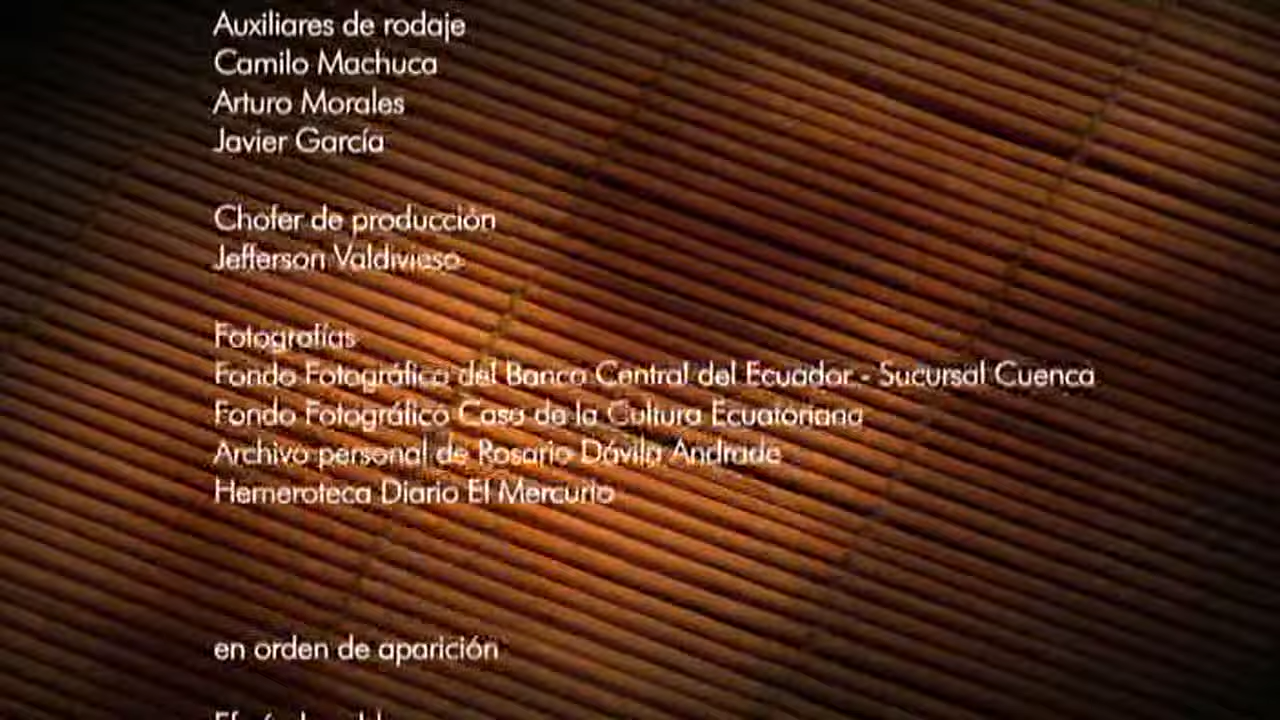 Auxiliares de rodaje
Camilo Machuca
Arturo Morales
Javier García
Chofer de producción
Jefferson Valdivieso
Fotografías
Fondo Fotográfico del Banco Central del Ecuador - Sucursal Cuenca
Fondo Fotográfico Casa de la Cultura Ecuatoriana
Archivo personal de Rosario Dávila Andrade
Hemeroteca Diario El Mercurio
en orden de aparición